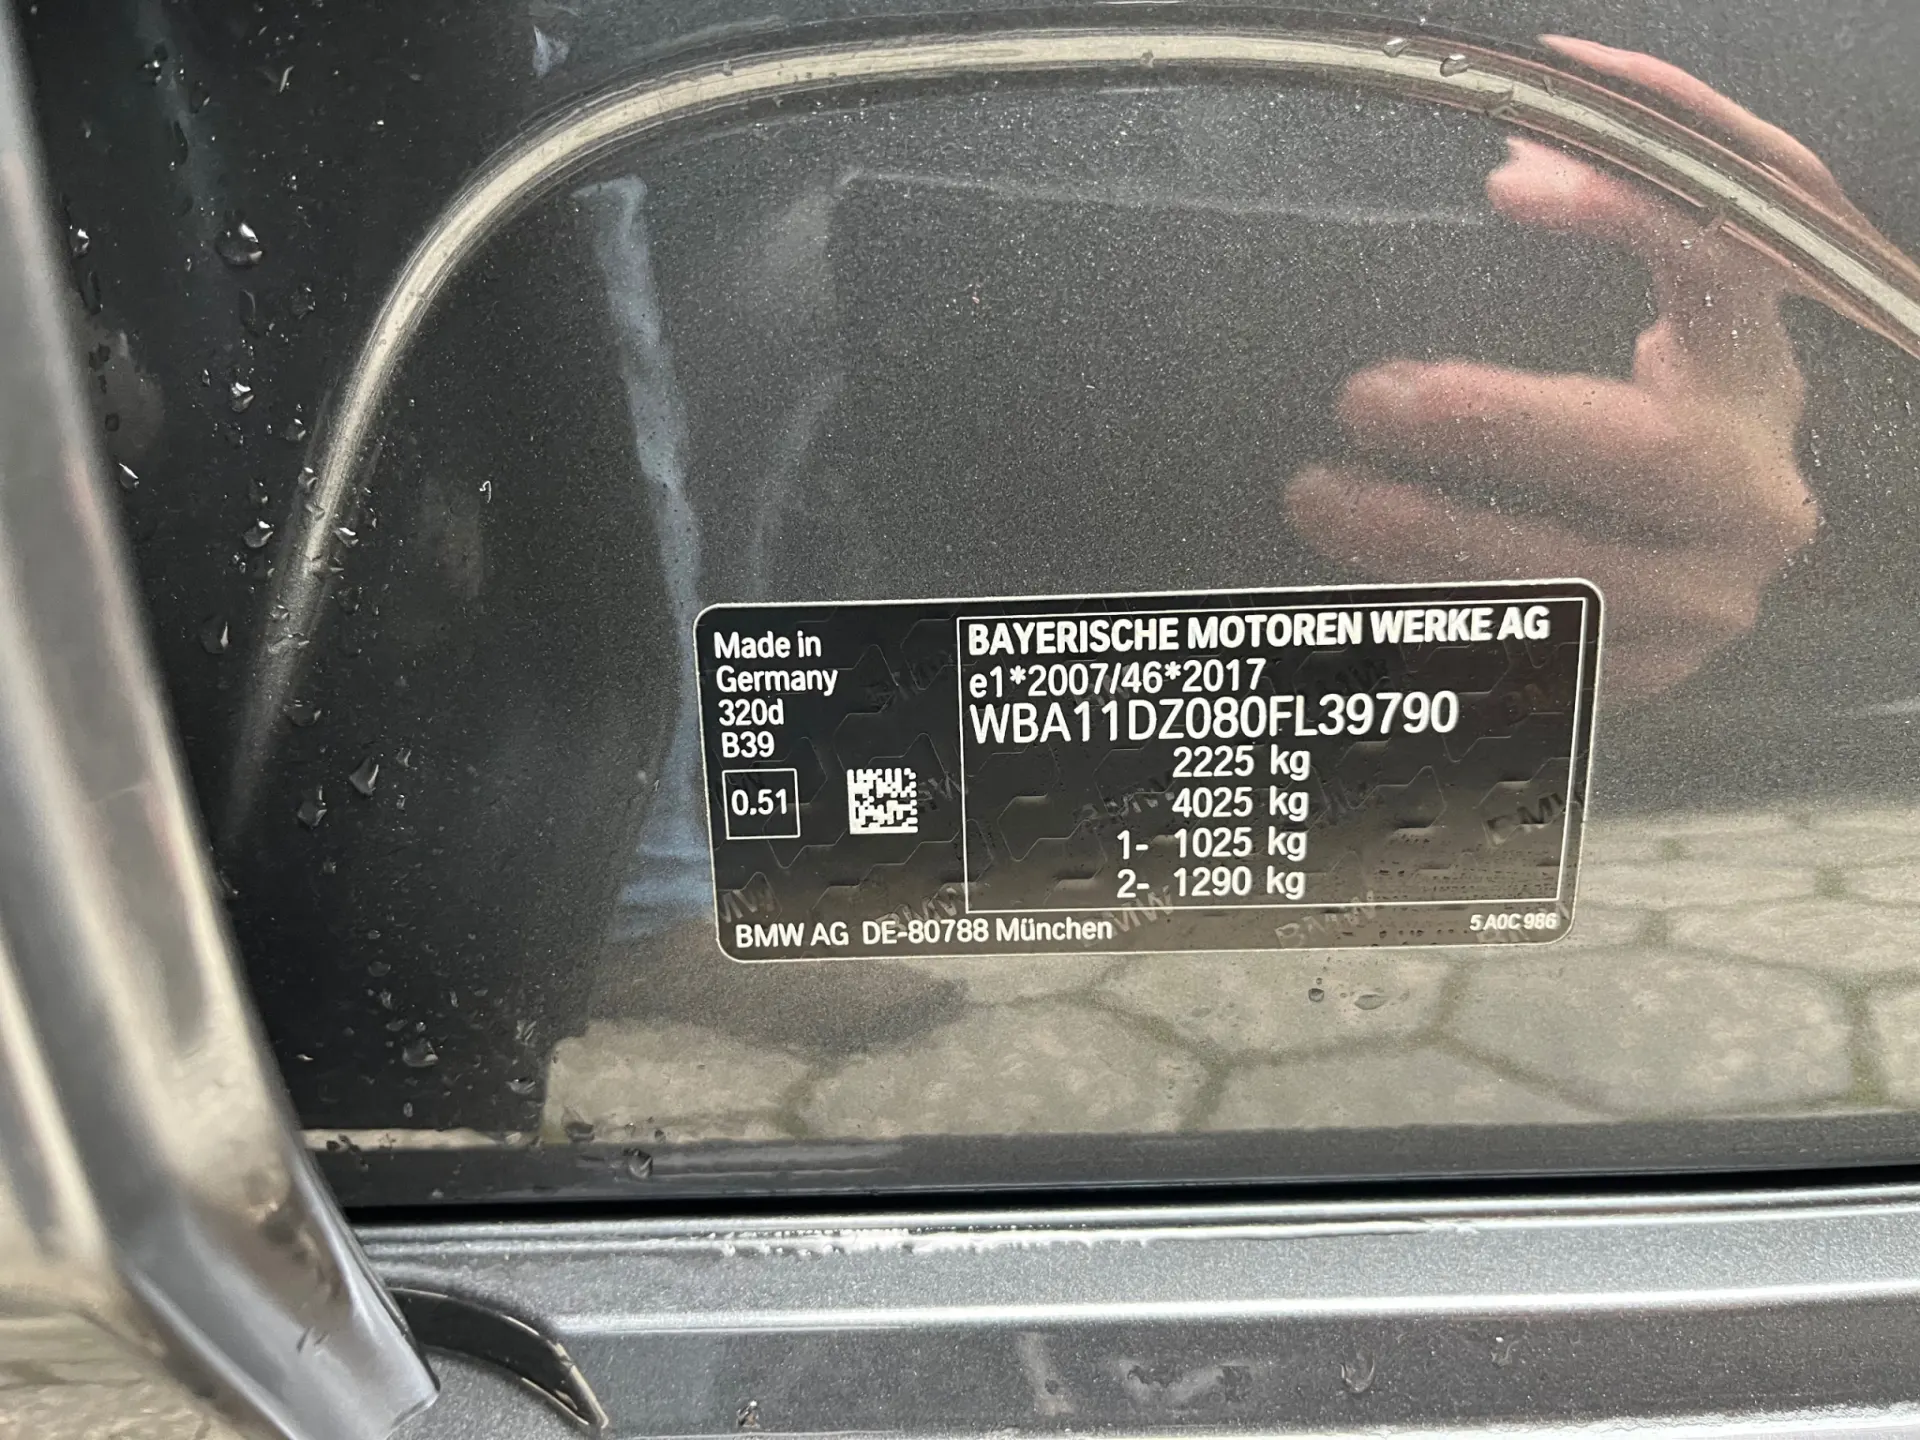 Made in
Germany
320d
B39
0.51
BAYERISCHE MOTOREN WERKE AG
e1*2007/46*2017
WBA11DZ080FL39790
2225 kg
4025 kg
1- 1025 kg
2- 1290 kg
BMW AG DE-80788 München
5 A0C 986